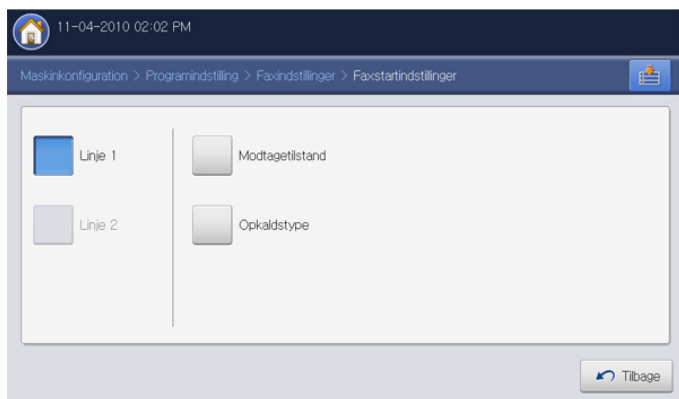 11-04-2010 02:02 PM
Maskinkonfiguration > Programindstilling > Faxindstillinger > Faxstartindstillinger
Linje 1
Modtagetilstand
Linje 2
Opkaldstype
Tilbage